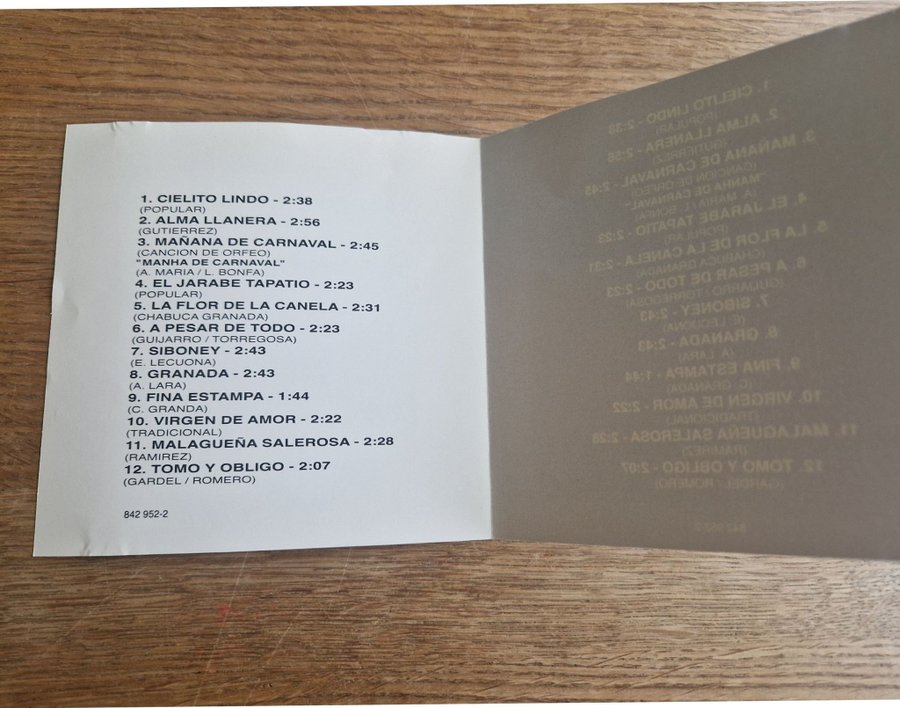 1. CIELITO LINDO - 2:38
(POPULAR)
2. ALMA LLANERA - 2:56
(GUTIERREZ)
3. MAÑANA DE CARNAVAL - 2:45
(CANCION DE ORFEO)
"MANHA DE CARNAVAL"
(A. MARIA / L. BONFA)
4. EL JARABE TAPATIO - 2:23
(POPULAR)
5. LA FLOR DE LA CANELA - 2:31
(CHABUCA GRANADA)
6. A PESAR DE TODO - 2:23
(GUIJARRO / TORREGOSA)
7. SIBONEY - 2:43
(E. LECUONA)
8. GRANADA - 2:43
(A. LARA)
9. FINA ESTAMPA - 1:44
(C. GRANDA)
10. VIRGEN DE AMOR - 2:22
(TRADICIONAL)
11. MALAGUEÑA SALEROSA - 2:28
(RAMIREZ)
12. TOMO Y OBLIGO - 2:07
(GARDEL / ROMERO)
842 952-2